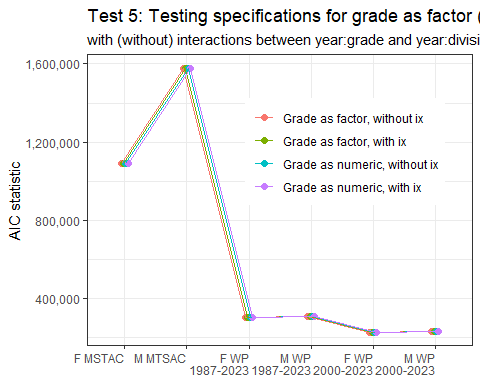 Test 5: Testing specifications for grade as factor (
with (without) interactions between year:grade and year:divisi
1,600,000
1,200,000
800,000
400,000
AIC statistic
Grade as factor, without ix
Grade as factor, with ix
Grade as numeric, without ix
Grade as numeric, with ix
F MSTAC M MTSAC F WP M WP F WP M WP
1987-2023 1987-2023 2000-2023 2000-2023